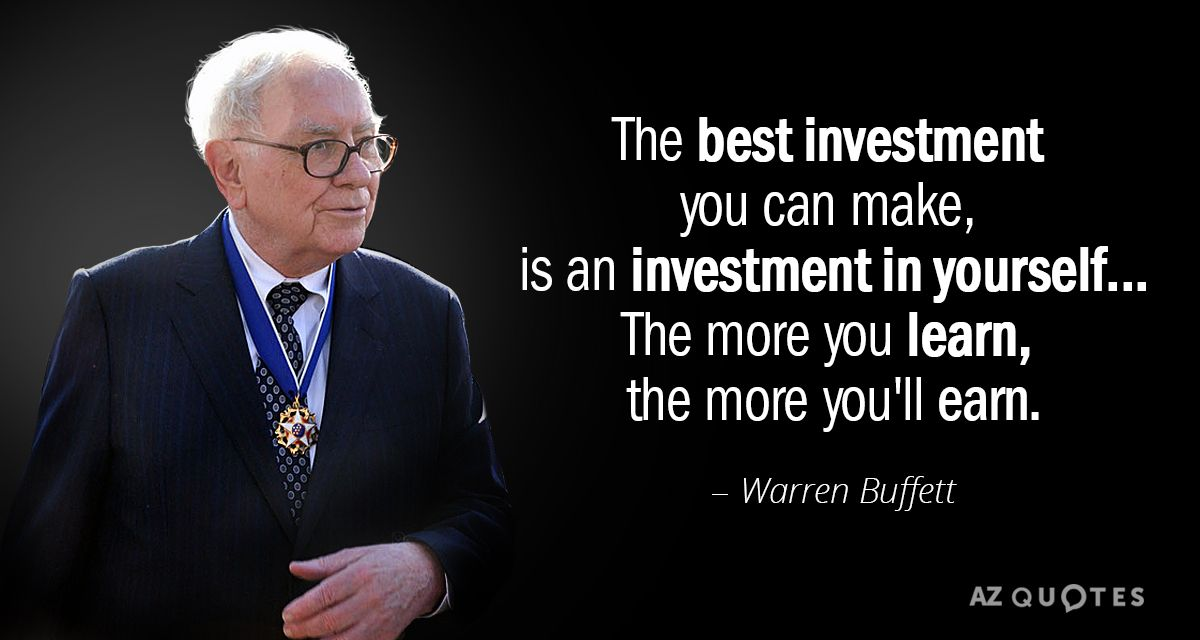 The best investment
you can make,
is an investment in yourself...
The more you learn,
the more you'll earn.
– Warren Buffett
AZ QUOTES